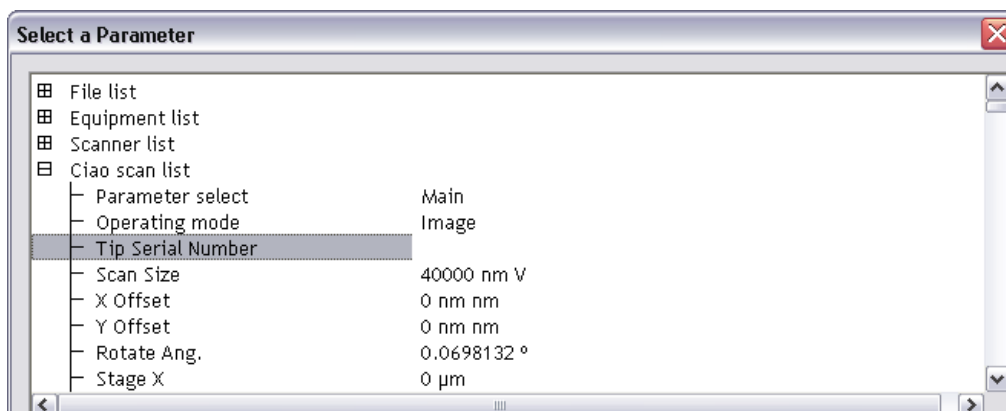 Select a Parameter
File list
Equipment list
Scanner list
Ciao scan list
Parameter select Main
Operating mode Image
Tip Serial Number
Scan Size 40000 nm V
X Offset 0 nm nm
Y Offset 0 nm nm
Rotate Ang. 0.0698132 º
Stage X 0 µm